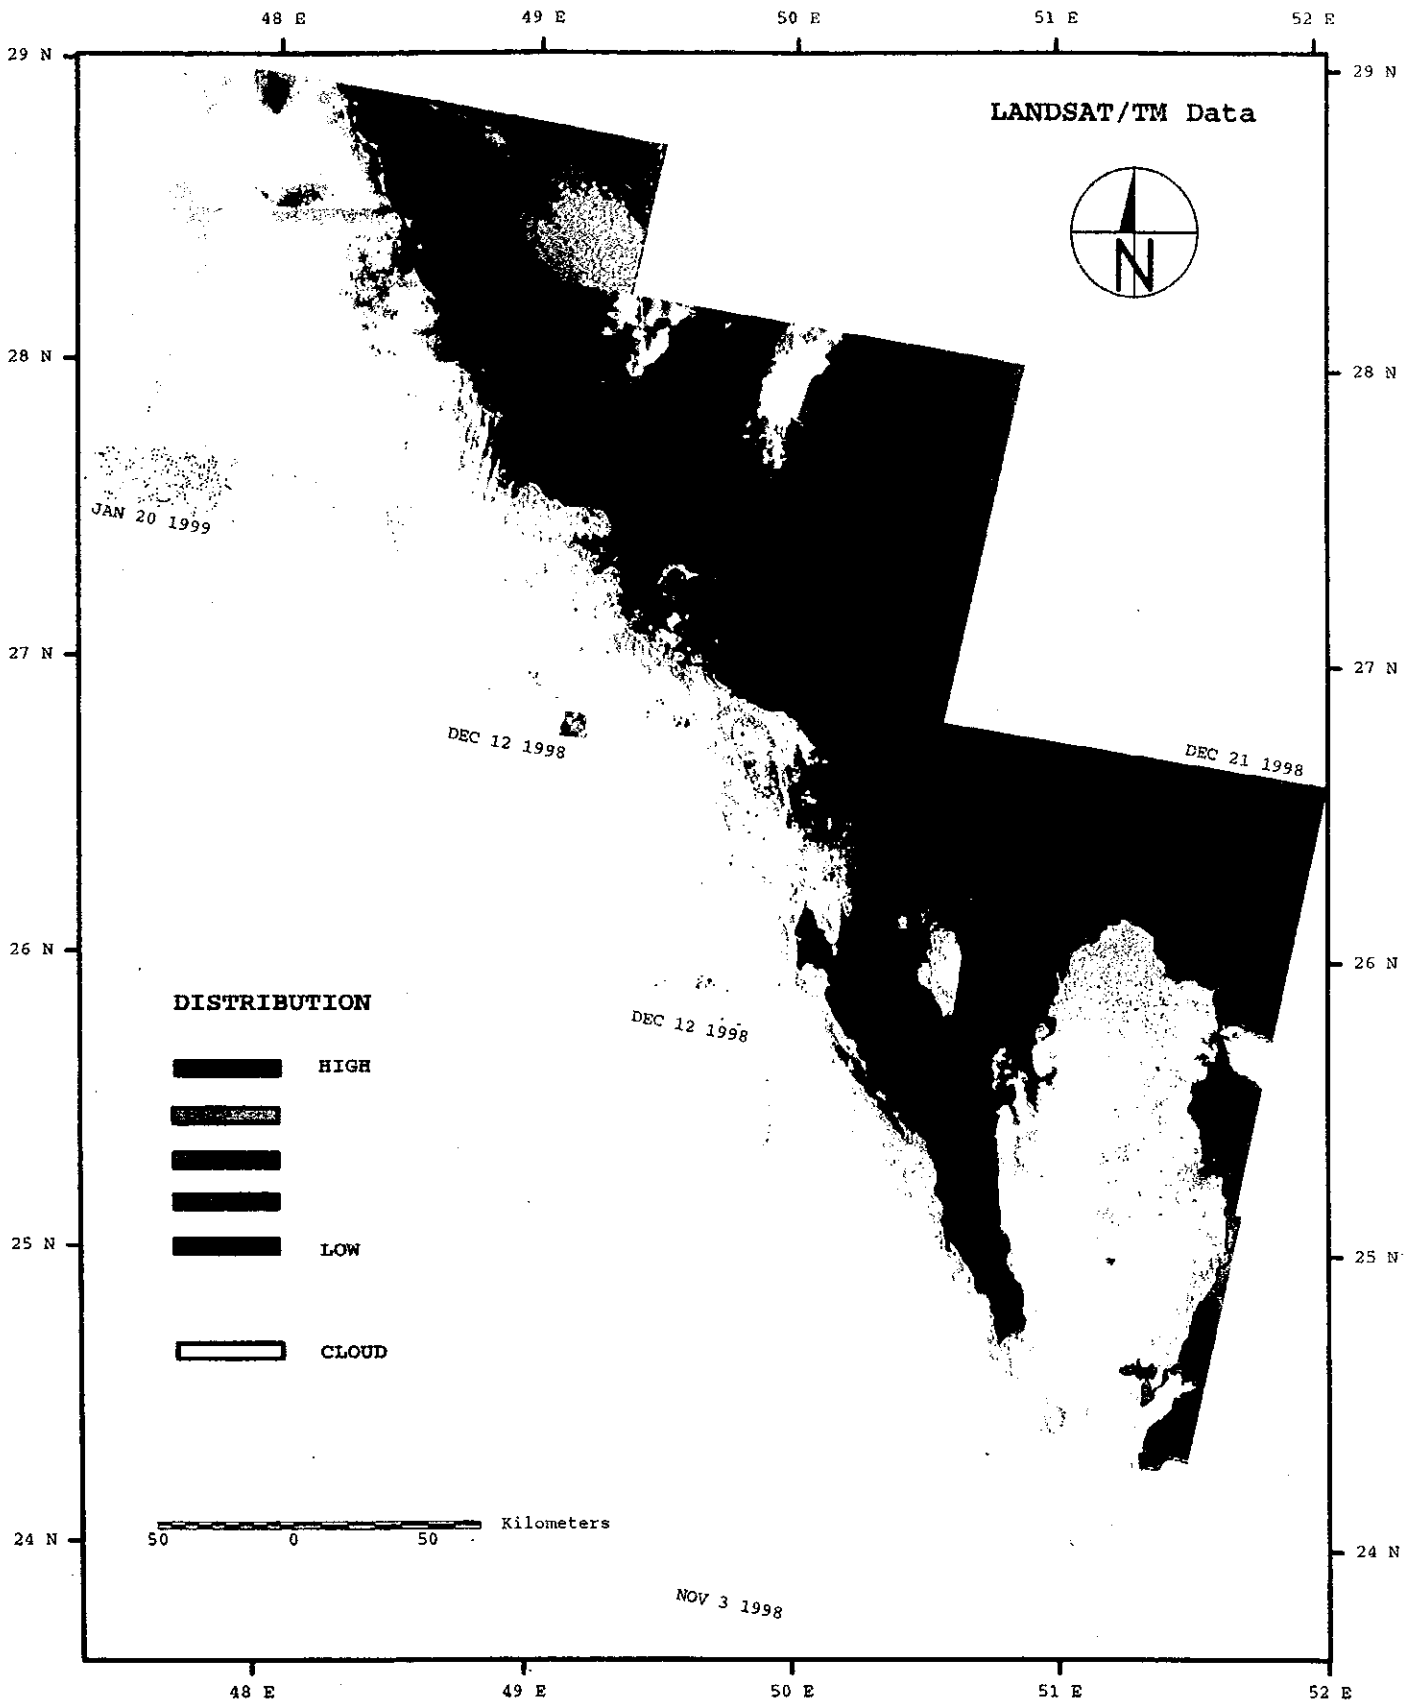 48 E 49 E 50 E 51 E 52 E
29 N 29 N
LANDSAT/TM Data
N
28 N 28 N
JAN 20 1999
27 N 27 N
DEC 12 1998
DEC 21 1998
26 N 26 N
DISTRIBUTION
DEC 12 1998
HIGH
25 N 25 N
LOW
CLOUD
Kilometers
50 0 50
24 N 24 N
NOV 3 1998
48 E 49 E 50 E 51 E 52 E